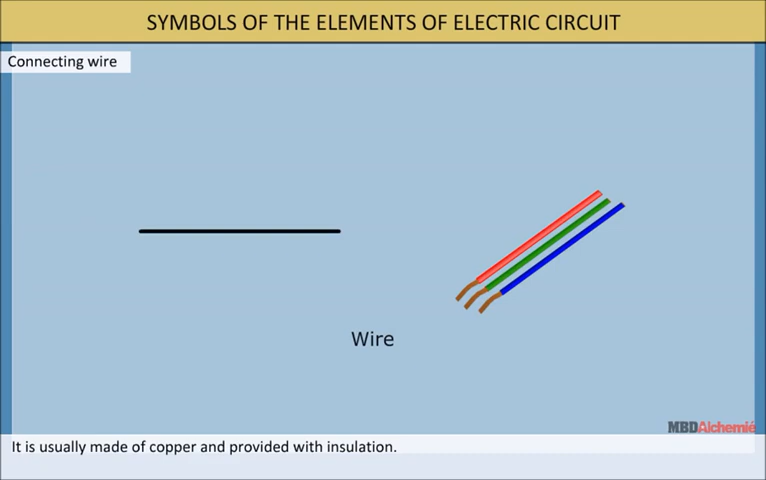 SYMBOLS OF THE ELEMENTS OF ELECTRIC CIRCUIT
Connecting wire
Wire
MBDAlchemié
It is usually made of copper and provided with insulation.